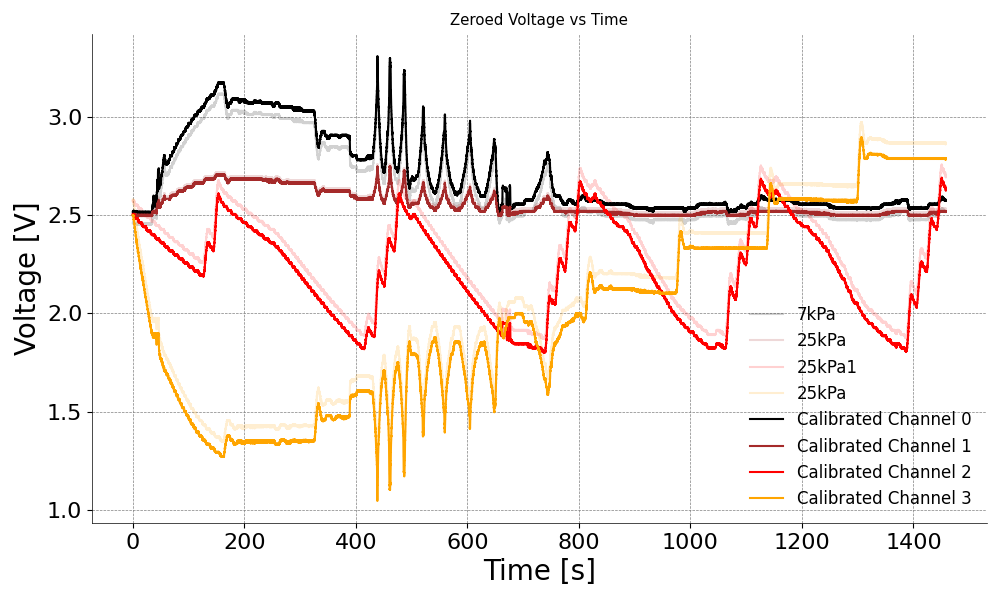 Zeroed Voltage vs Time
Voltage [V]
3.0
2.5
2.0
1.5
1.0
7kPa
25kPa
25kPa1
25kPa
Calibrated Channel 0
Calibrated Channel 1
Calibrated Channel 2
Calibrated Channel 3
0 200 400 600 800 1000 1200 1400
Time [s]